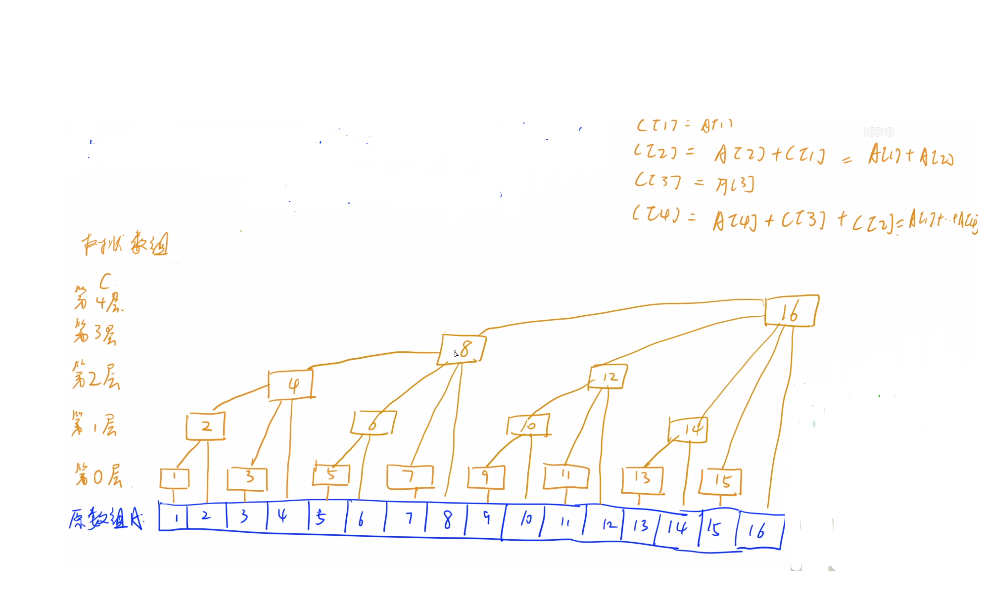 C[1] = A[1]
C[2] = A[2] + C[1] = A[1] + A[2]
C[3] = A[3]
C[4] = A[4] + C[3] + C[2] = A[1] + .. + A[4]
树状数组
C
第4层
第3层
第2层
第1层
第0层
16
8
4
12
2
6
10
14
1 3 5 7 9 11 13 15
原数组A
1 2 3 4 5 6 7 8 9 10 11 12 13 14 15 16